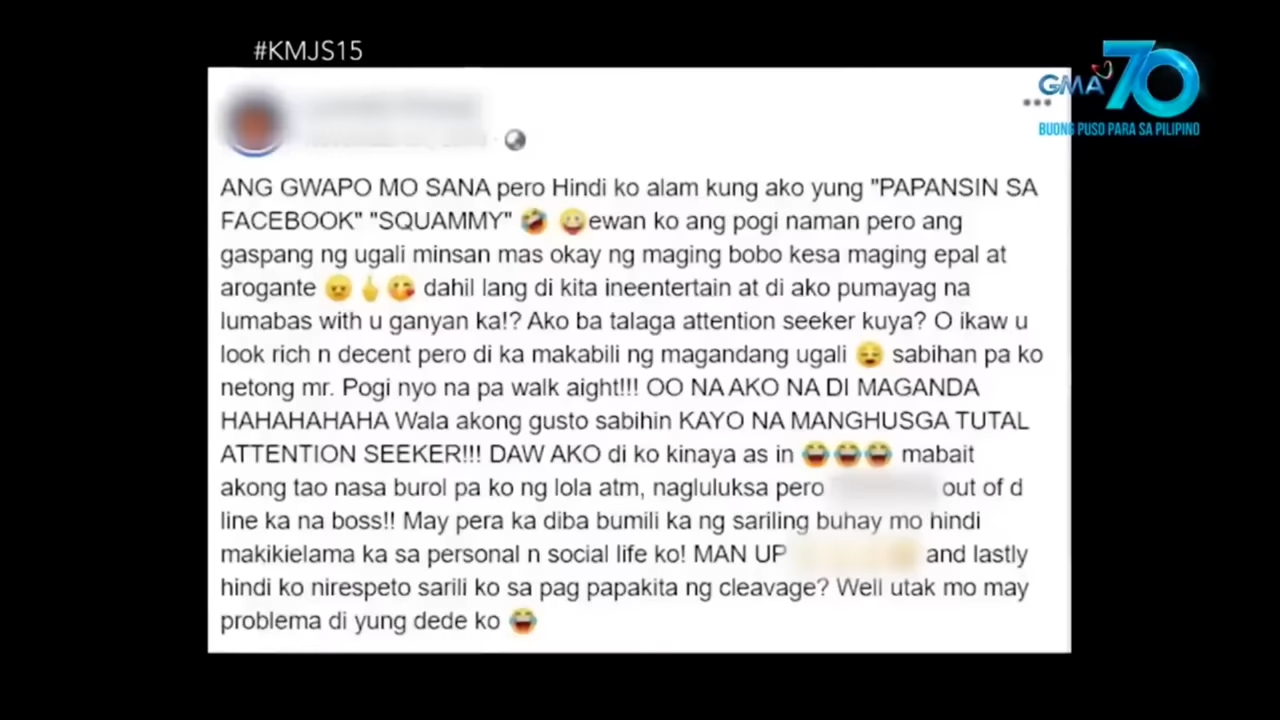 #KMJS15
GMA 70
BUONG PUSO PARA SA PILIPINO
ANG GWAPO MO SANA pero Hindi ko alam kung ako yung "PAPANSIN SA
FACEBOOK" "SQUAMMY" 🤣 😀ewan ko ang pogi naman pero ang
gaspang ng ugali minsan mas okay ng maging bobo kesa maging epal at
arogante 😠🖕😋 dahil lang di kita ineentertain at di ako pumayag na
lumabas with u ganyan ka!? Ako ba talaga attention seeker kuya? O ikaw u
look rich n decent pero di ka makabili ng magandang ugali 😌 sabihan pa ko
netong mr. Pogi nyo na pa walk aight!!! OO NA AKO NA DI MAGANDA
HAHAHAHAHA Wala akong gusto sabihin KAYO NA MANGHUSGA TUTAL
ATTENTION SEEKER!!! DAW AKO di ko kinaya as in 😂😂😂 mabait
akong tao nasa burol pa ko ng lola atm, nagluluksa pero out of d
line ka na boss!! May pera ka diba bumili ka ng sariling buhay mo hindi
makikielama ka sa personal n social life ko! MAN UP and lastly
hindi ko nirespeto sarili ko sa pag papakita ng cleavage? Well utak mo may
problema di yung dede ko 😂